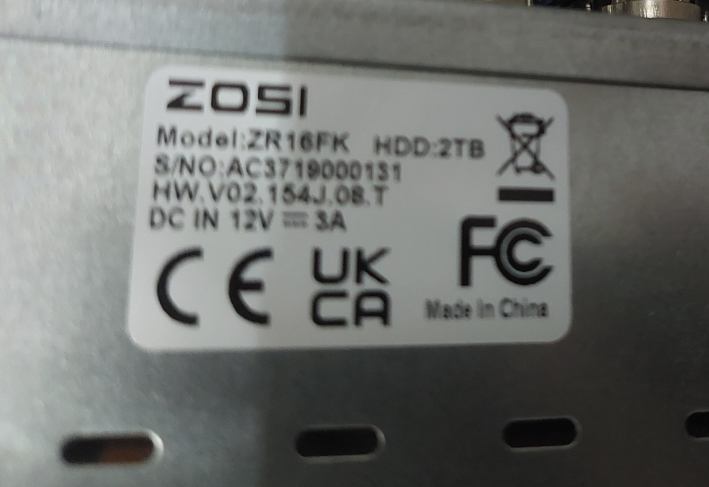 ZOSI
Model:ZR16FK HDD:2TB
S/NO:AC3719000131
HW.V02.154J.08.T
DC IN 12V ⎓ 3A
CE UK CA FC
Made In China